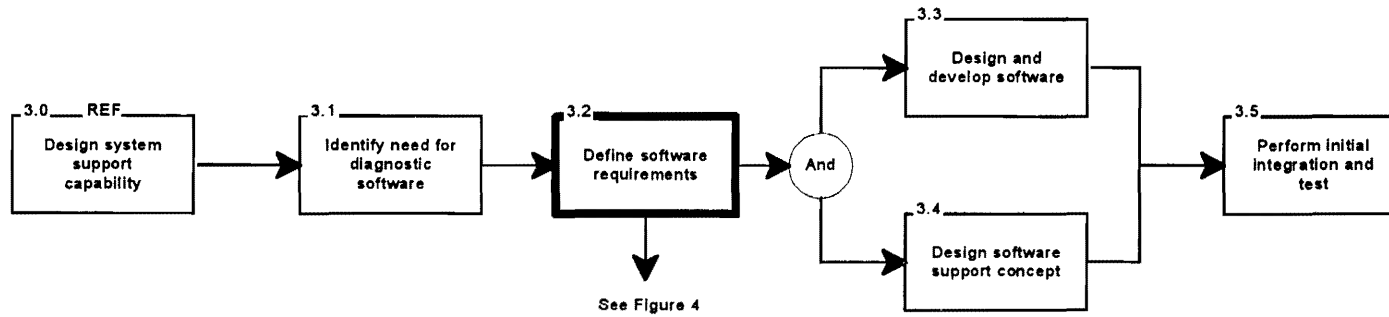 3.0 REF
Design system
support
capability
3.1
Identify need for
diagnostic
software
3.2
Define software
requirements
See Figure 4
And
3.3
Design and
develop software
3.4
Design software
support concept
3.5
Perform initial
integration and
test